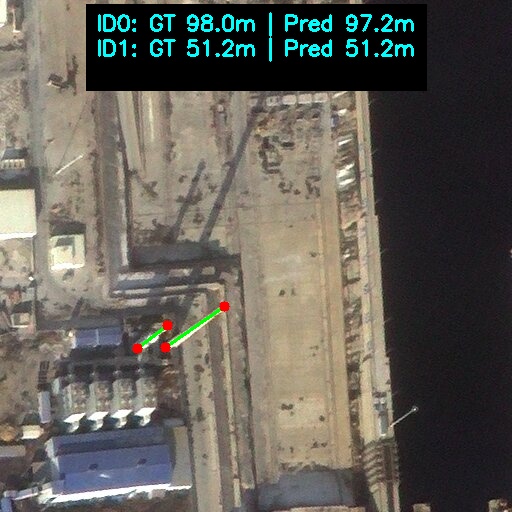 ID0: GT 98.0m | Pred 97.2m
ID1: GT 51.2m | Pred 51.2m